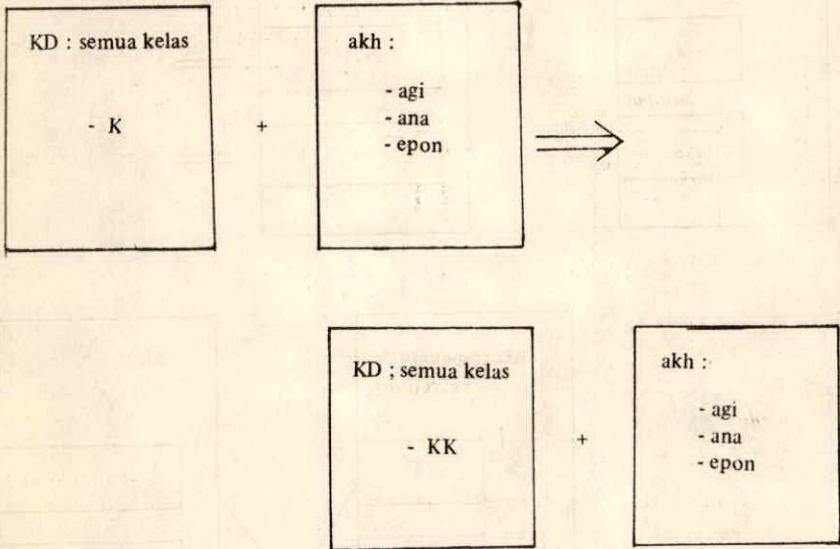 KD : semua kelas
- K
+
akh :
- agi
- ana
- epon
KD ; semua kelas
- KK
+
akh :
- agi
- ana
- epon